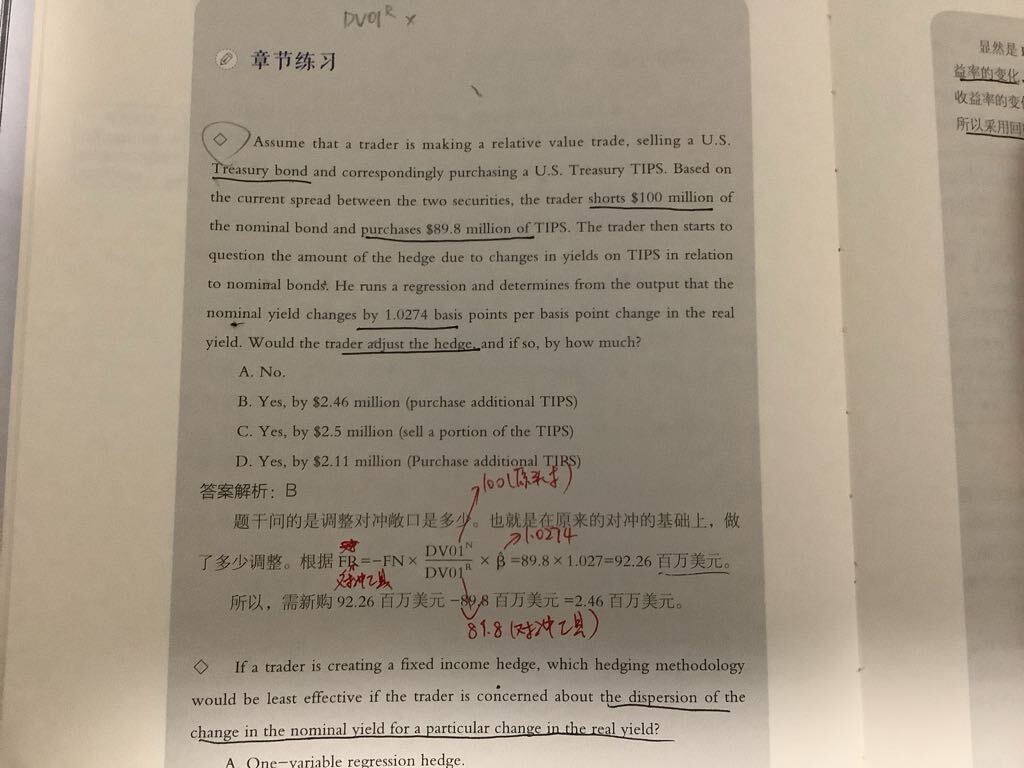 DV01ᴿ ×
章节练习
◇ Assume that a trader is making a relative value trade, selling a U.S.
Treasury bond and correspondingly purchasing a U.S. Treasury TIPS. Based on
the current spread between the two securities, the trader shorts $100 million of
the nominal bond and purchases $89.8 million of TIPS. The trader then starts to
question the amount of the hedge due to changes in yields on TIPS in relation
to nominal bonds. He runs a regression and determines from the output that the
nominal yield changes by 1.0274 basis points per basis point change in the real
yield. Would the trader adjust the hedge, and if so, by how much?
A. No.
B. Yes, by $2.46 million (purchase additional TIPS)
C. Yes, by $2.5 million (sell a portion of the TIPS)
D. Yes, by $2.11 million (Purchase additional TIPS)
100(
答案解析：B
题干问的是调整对冲敞口是多少。也就是在原来的对冲的基础上，做
1.0274
了多少调整。根据 FR=-FN× DV01ᴺ/DV01ᴿ × β̂ =89.8×1.027=92.26 百万美元。
对冲工具
所以，需新购 92.26 百万美元 -89.8 百万美元 =2.46 百万美元。
89.8 (对冲工具)
◇ If a trader is creating a fixed income hedge, which hedging methodology
would be least effective if the trader is concerned about the dispersion of the
change in the nominal yield for a particular change in the real yield?
A. One-variable regression hedge.
显然是
益率的变化，
收益率的变化
所以采用回